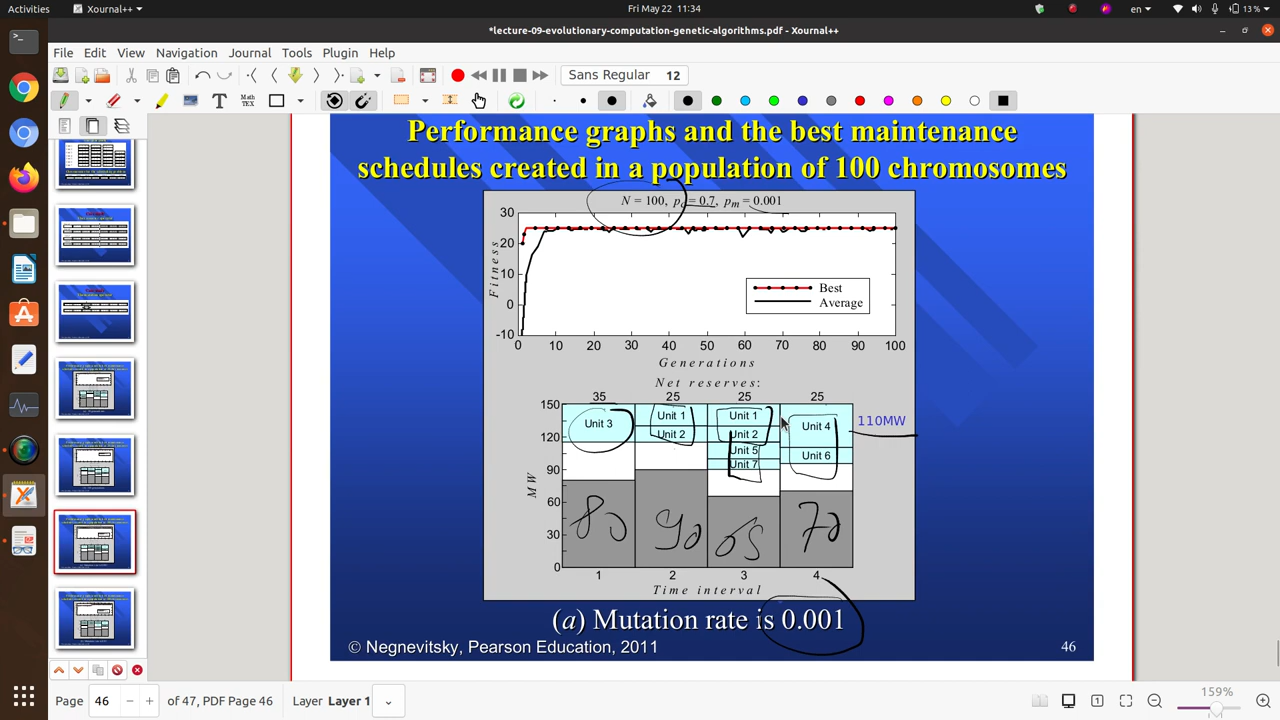 Activities Xournal++ Fri May 22 11:34 en 13%
*lecture-09-evolutionary-computation-genetic-algorithms.pdf - Xournal++
File Edit View Navigation Journal Tools Plugin Help
Sans Regular 12
Performance graphs and the best maintenance
schedules created in a population of 100 chromosomes
N = 100, pc = 0.7, pm = 0.001
30
20
10
0
-10
Fitness
Best
Average
0 10 20 30 40 50 60 70 80 90 100
Generations
Net reserves:
35 25 25 25
150
120
90
60
30
0
MW
Unit 3
Unit 1
Unit 2
Unit 1
Unit 2
Unit 5
Unit 7
Unit 4
Unit 6
110MW
80 90 65 70
1 2 3 4
Time interval
(a) Mutation rate is 0.001
© Negnevitsky, Pearson Education, 2011 46
Page 46 of 47, PDF Page 46 Layer Layer 1 159%